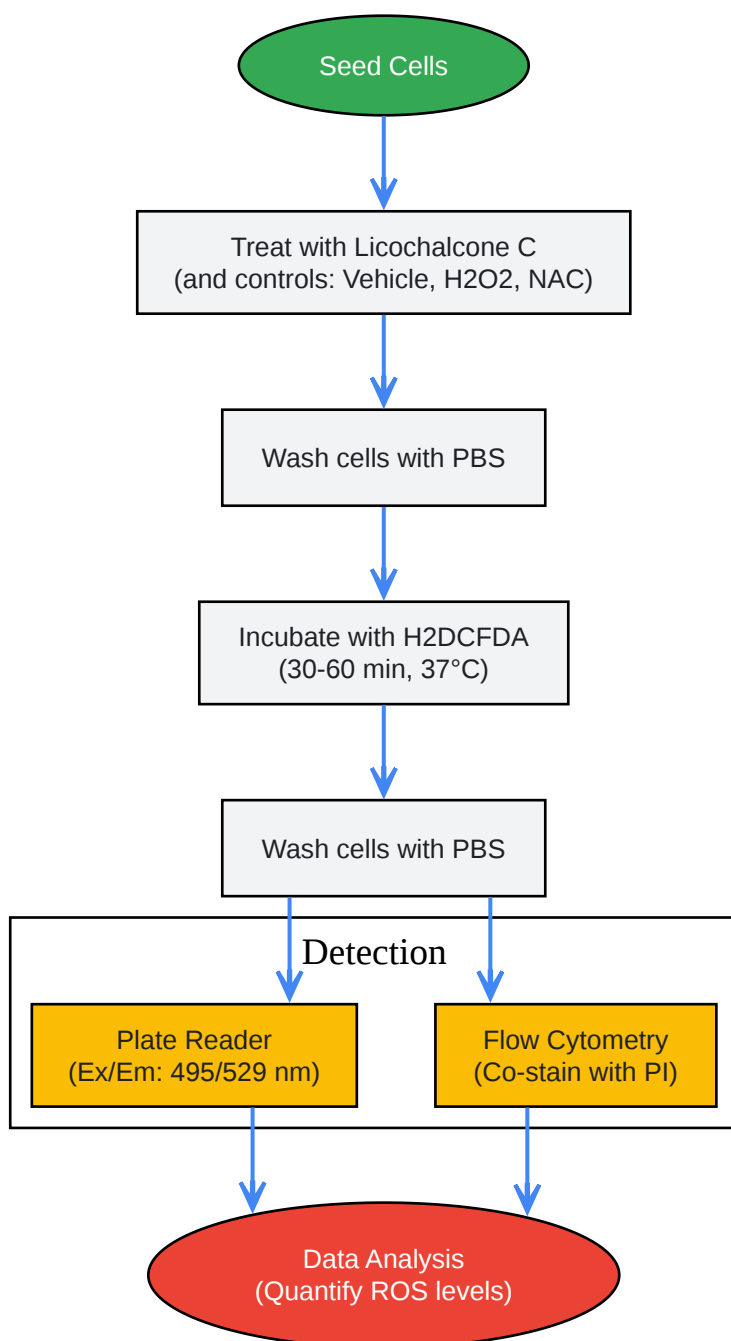 Seed Cells
Treat with Licochalcone C
(and controls: Vehicle, H2O2, NAC)
Wash cells with PBS
Incubate with H2DCFDA
(30-60 min, 37°C)
Wash cells with PBS
Detection
Plate Reader
(Ex/Em: 495/529 nm)
Flow Cytometry
(Co-stain with PI)
Data Analysis
(Quantify ROS levels)